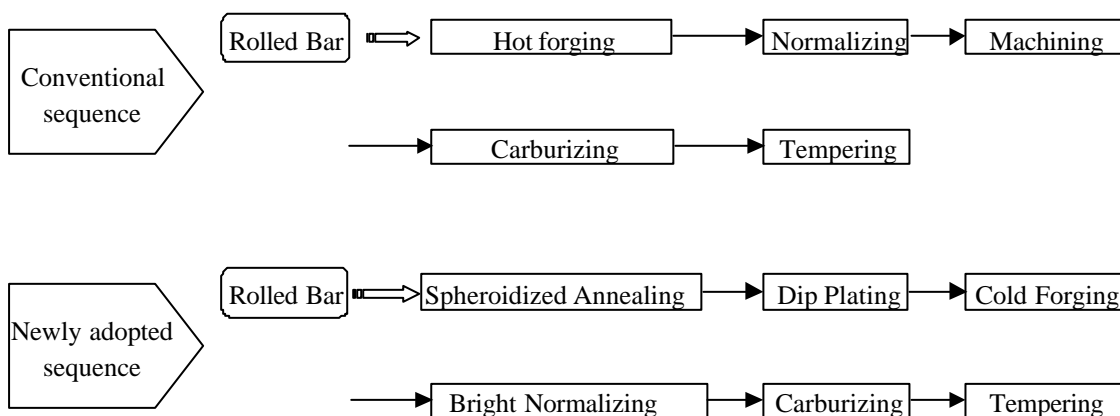 Conventional
sequence
Rolled Bar
Hot forging
Normalizing
Machining
Carburizing
Tempering
Newly adopted
sequence
Rolled Bar
Spheroidized Annealing
Dip Plating
Cold Forging
Bright Normalizing
Carburizing
Tempering